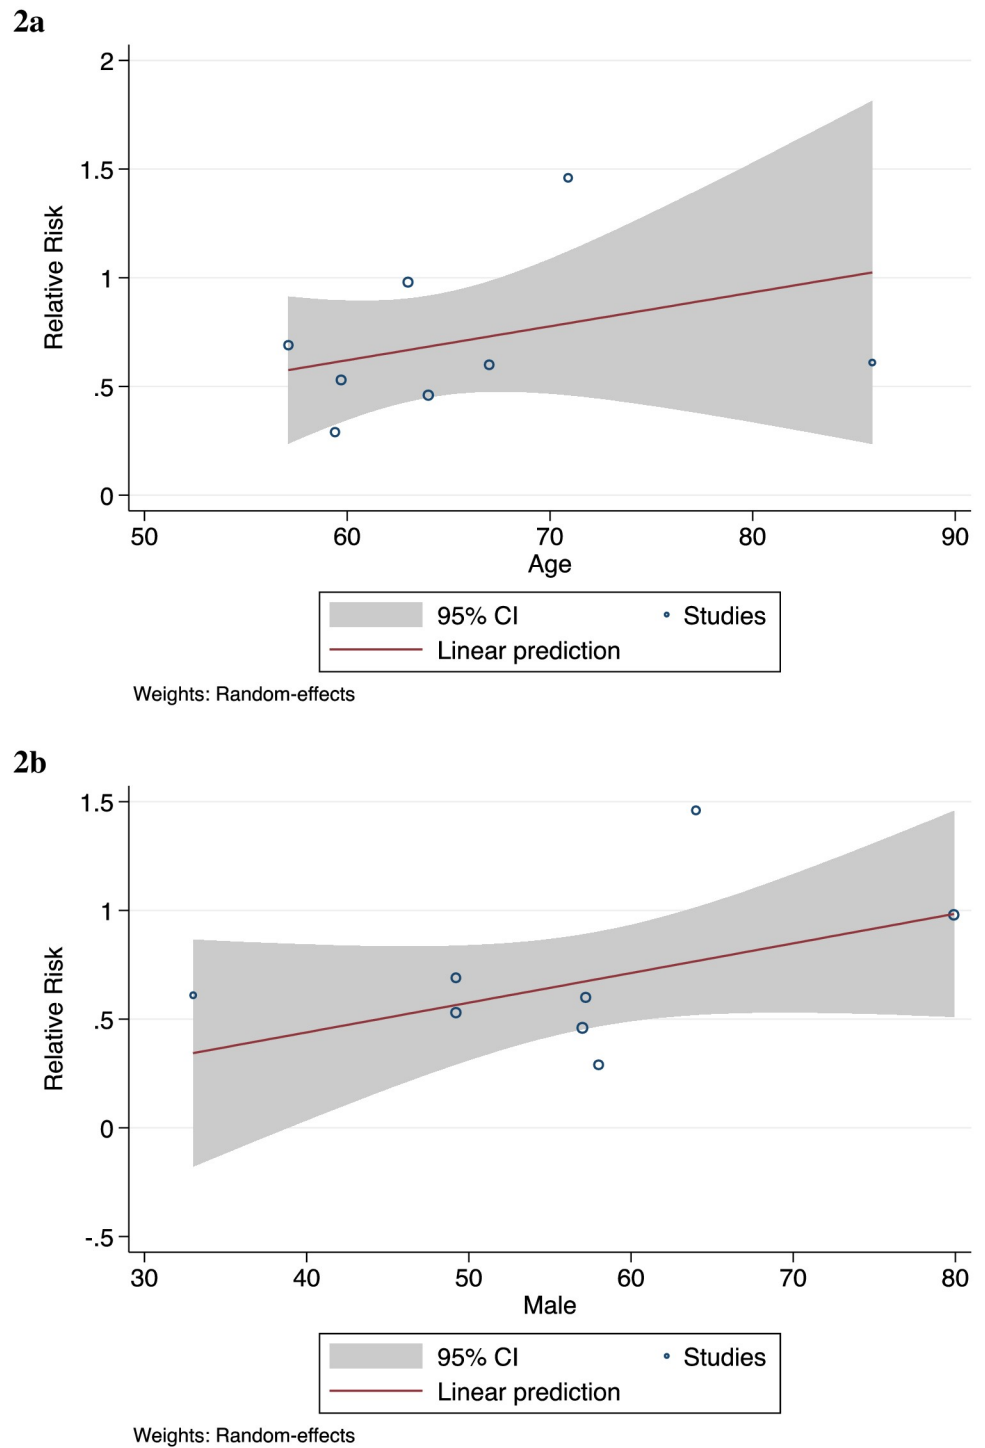 2a
2
1.5
1
.5
0
Relative Risk
50 60 70 80 90
Age
95% CI Studies
Linear prediction
Weights: Random-effects
2b
1.5
1
.5
0
-.5
Relative Risk
30 40 50 60 70 80
Male
95% CI Studies
Linear prediction
Weights: Random-effects